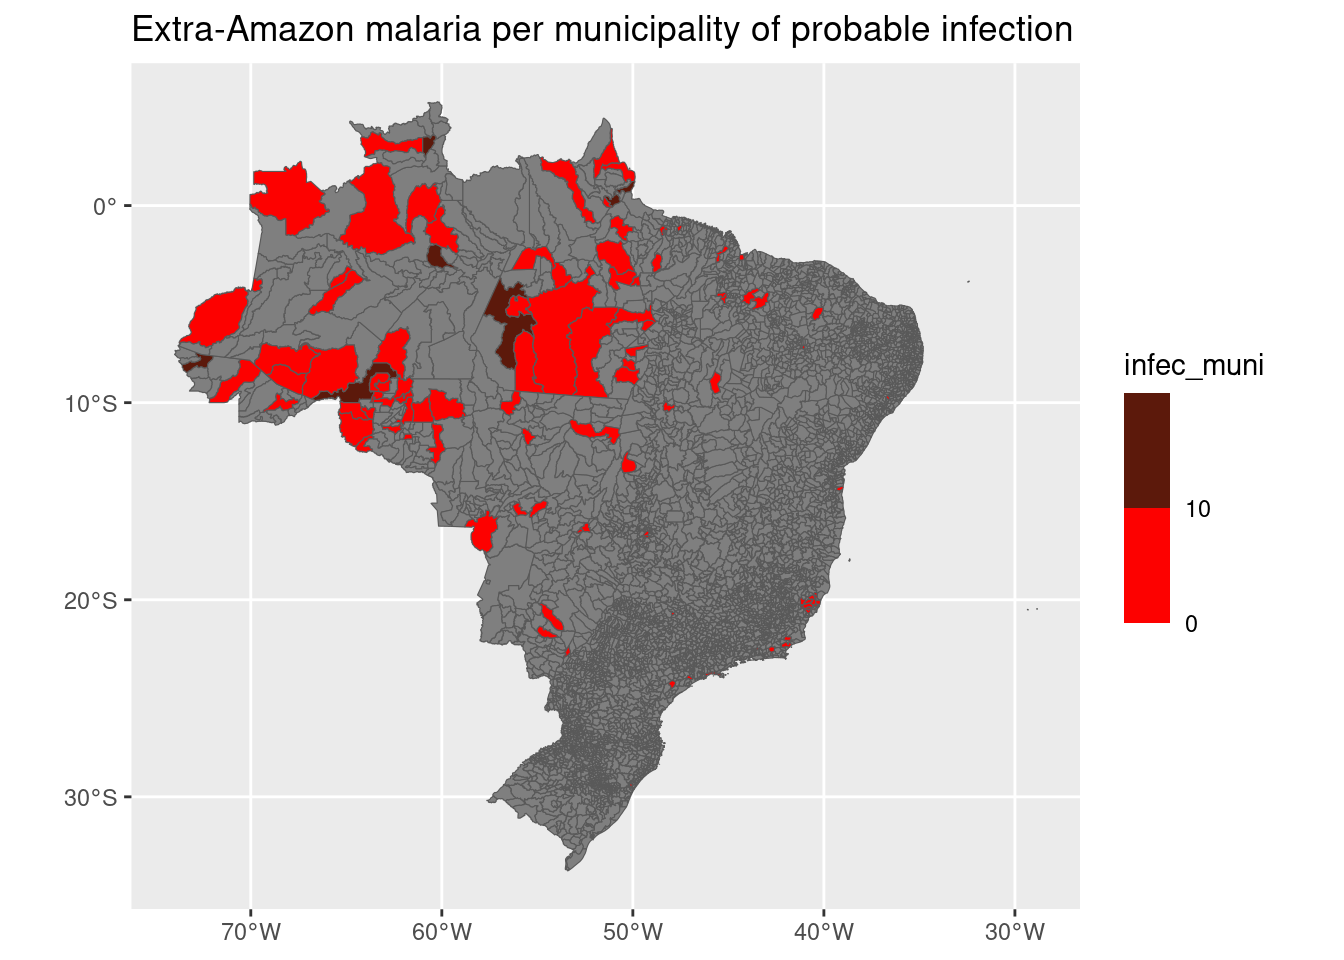 Extra-Amazon malaria per municipality of probable infection
0°
10°S
20°S
30°S
70°W
60°W
50°W
40°W
30°W
infec_muni
10
0